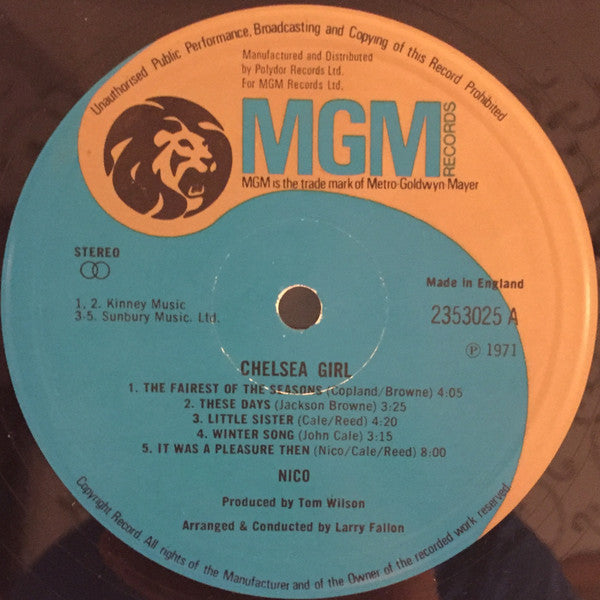 Unauthorised Public Performance, Broadcasting and Copying of this Record Prohibited
Manufactured and Distributed
by Polydor Records Ltd.
For MGM Records Ltd.
MGM
RECORDS
MGM is the trade mark of Metro-Goldwyn-Mayer
STEREO
Made in England
1, 2. Kinney Music
3-5. Sunbury Music. Ltd.
2353025 A
℗ 1971
CHELSEA GIRL
1. THE FAIREST OF THE SEASONS (Copland/Browne) 4:05
2. THESE DAYS (Jackson Browne) 3:25
3. LITTLE SISTER (Cale/Reed) 4:20
4. WINTER SONG (John Cale) 3:15
5. IT WAS A PLEASURE THEN (Nico/Cale/Reed) 8:00
NICO
Produced by Tom Wilson
Arranged & Conducted by Larry Fallon
Copyright Record. All rights of the Manufacturer and of the Owner of the recorded work reserved.